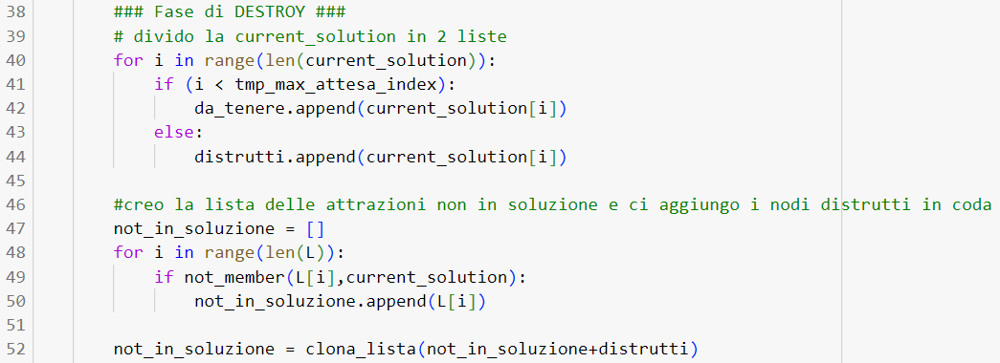 38 ### Fase di DESTROY ###
39 # divido la current_solution in 2 liste
40 for i in range(len(current_solution)):
41 if (i < tmp_max_attesa_index):
42 da_tenere.append(current_solution[i])
43 else:
44 distrutti.append(current_solution[i])
45
46 #creo la lista delle attrazioni non in soluzione e ci aggiungo i nodi distrutti in coda
47 not_in_soluzione = []
48 for i in range(len(L)):
49 if not_member(L[i],current_solution):
50 not_in_soluzione.append(L[i])
51
52 not_in_soluzione = clona_lista(not_in_soluzione+distrutti)